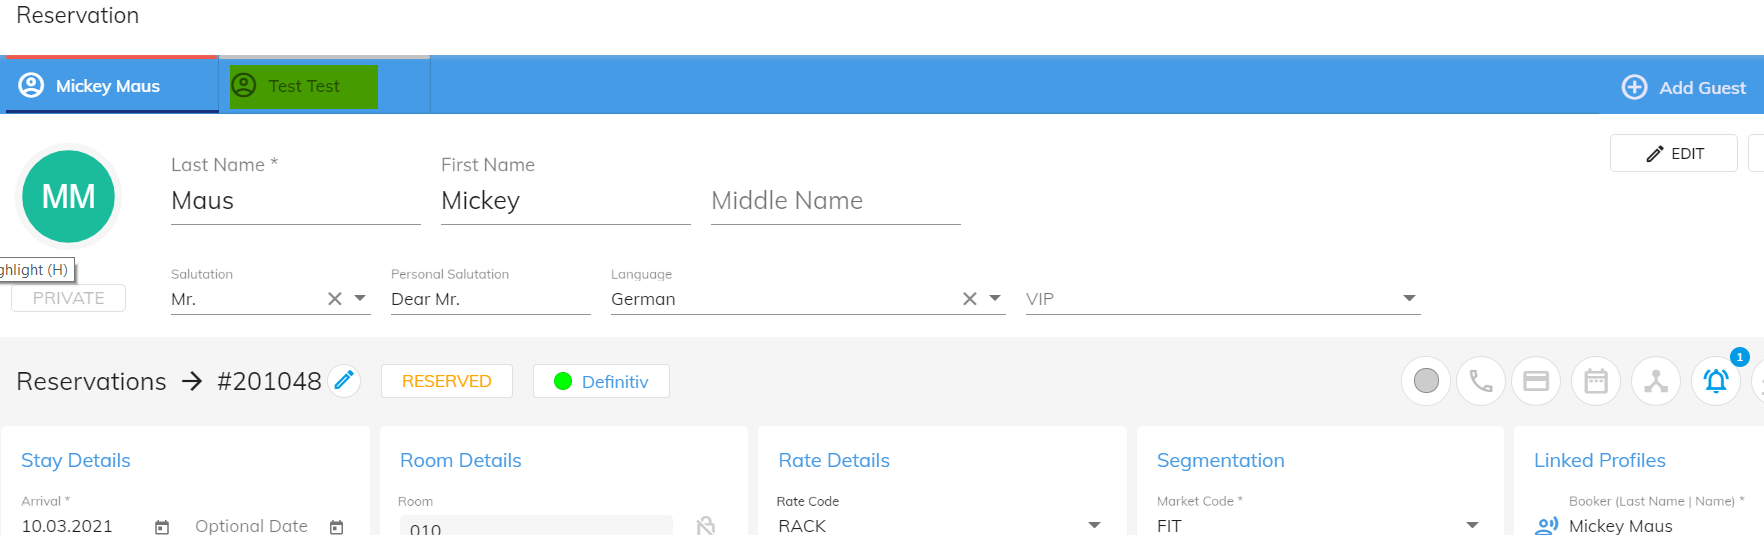 Reservation
Mickey Maus Test Test Add Guest
EDIT
Last Name * First Name
MM Maus Mickey Middle Name
ghlight (H) Salutation Personal Salutation Language
PRIVATE Mr. Dear Mr. German VIP
1
Reservations → #201048 RESERVED Definitiv
Stay Details Room Details Rate Details Segmentation Linked Profiles
Arrival * Room Rate Code Market Code * Booker (Last Name | Name) *
10.03.2021 Optional Date 010 RACK FIT Mickey Maus